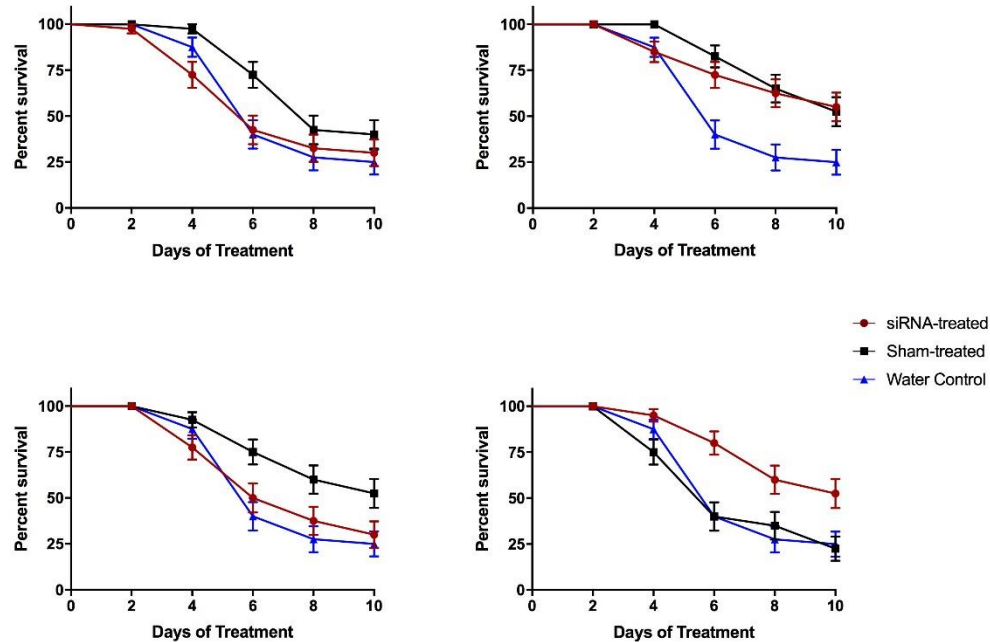 100
75
50
25
0
Percent survival
0 2 4 6 8 10
Days of Treatment
100
75
50
25
0
Percent survival
0 2 4 6 8 10
Days of Treatment
siRNA-treated
Sham-treated
Water Control
100
75
50
25
0
Percent survival
0 2 4 6 8 10
Days of Treatment
100
75
50
25
0
Percent survival
0 2 4 6 8 10
Days of Treatment